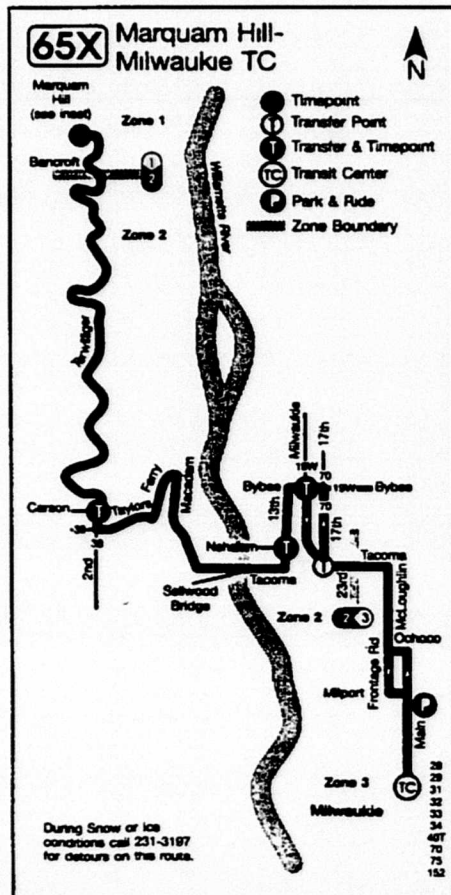 65X
Marquam Hill-
Milwaukie TC
N
Marquam
Hill
(see inset)
Zone 1
Bancroft
1
2
Zone 2
Timepoint
T Transfer Point
T Transfer & Timepoint
TC Transit Center
P Park & Ride
Zone Boundary
Willamette River
Terwilliger
Carson
T
Taylors
Ferry
Macadam
2nd
Sellwood
Bridge
Tacoma
Nehalem
T
13th
Bybee
Milwaukie
17th
19W
70
T
19W
Bybee
70
17th
T
Tacoma
23rd
McLoughlin
Zone 2
2 3
Ochoco
Frontage Rd
Milport
Main
P
Zone 3
TC
Milwaukie
28
29
31
32
33
34
40T
70
75
152
During Snow or Ice
conditions call 231-3197
for detours on this route.